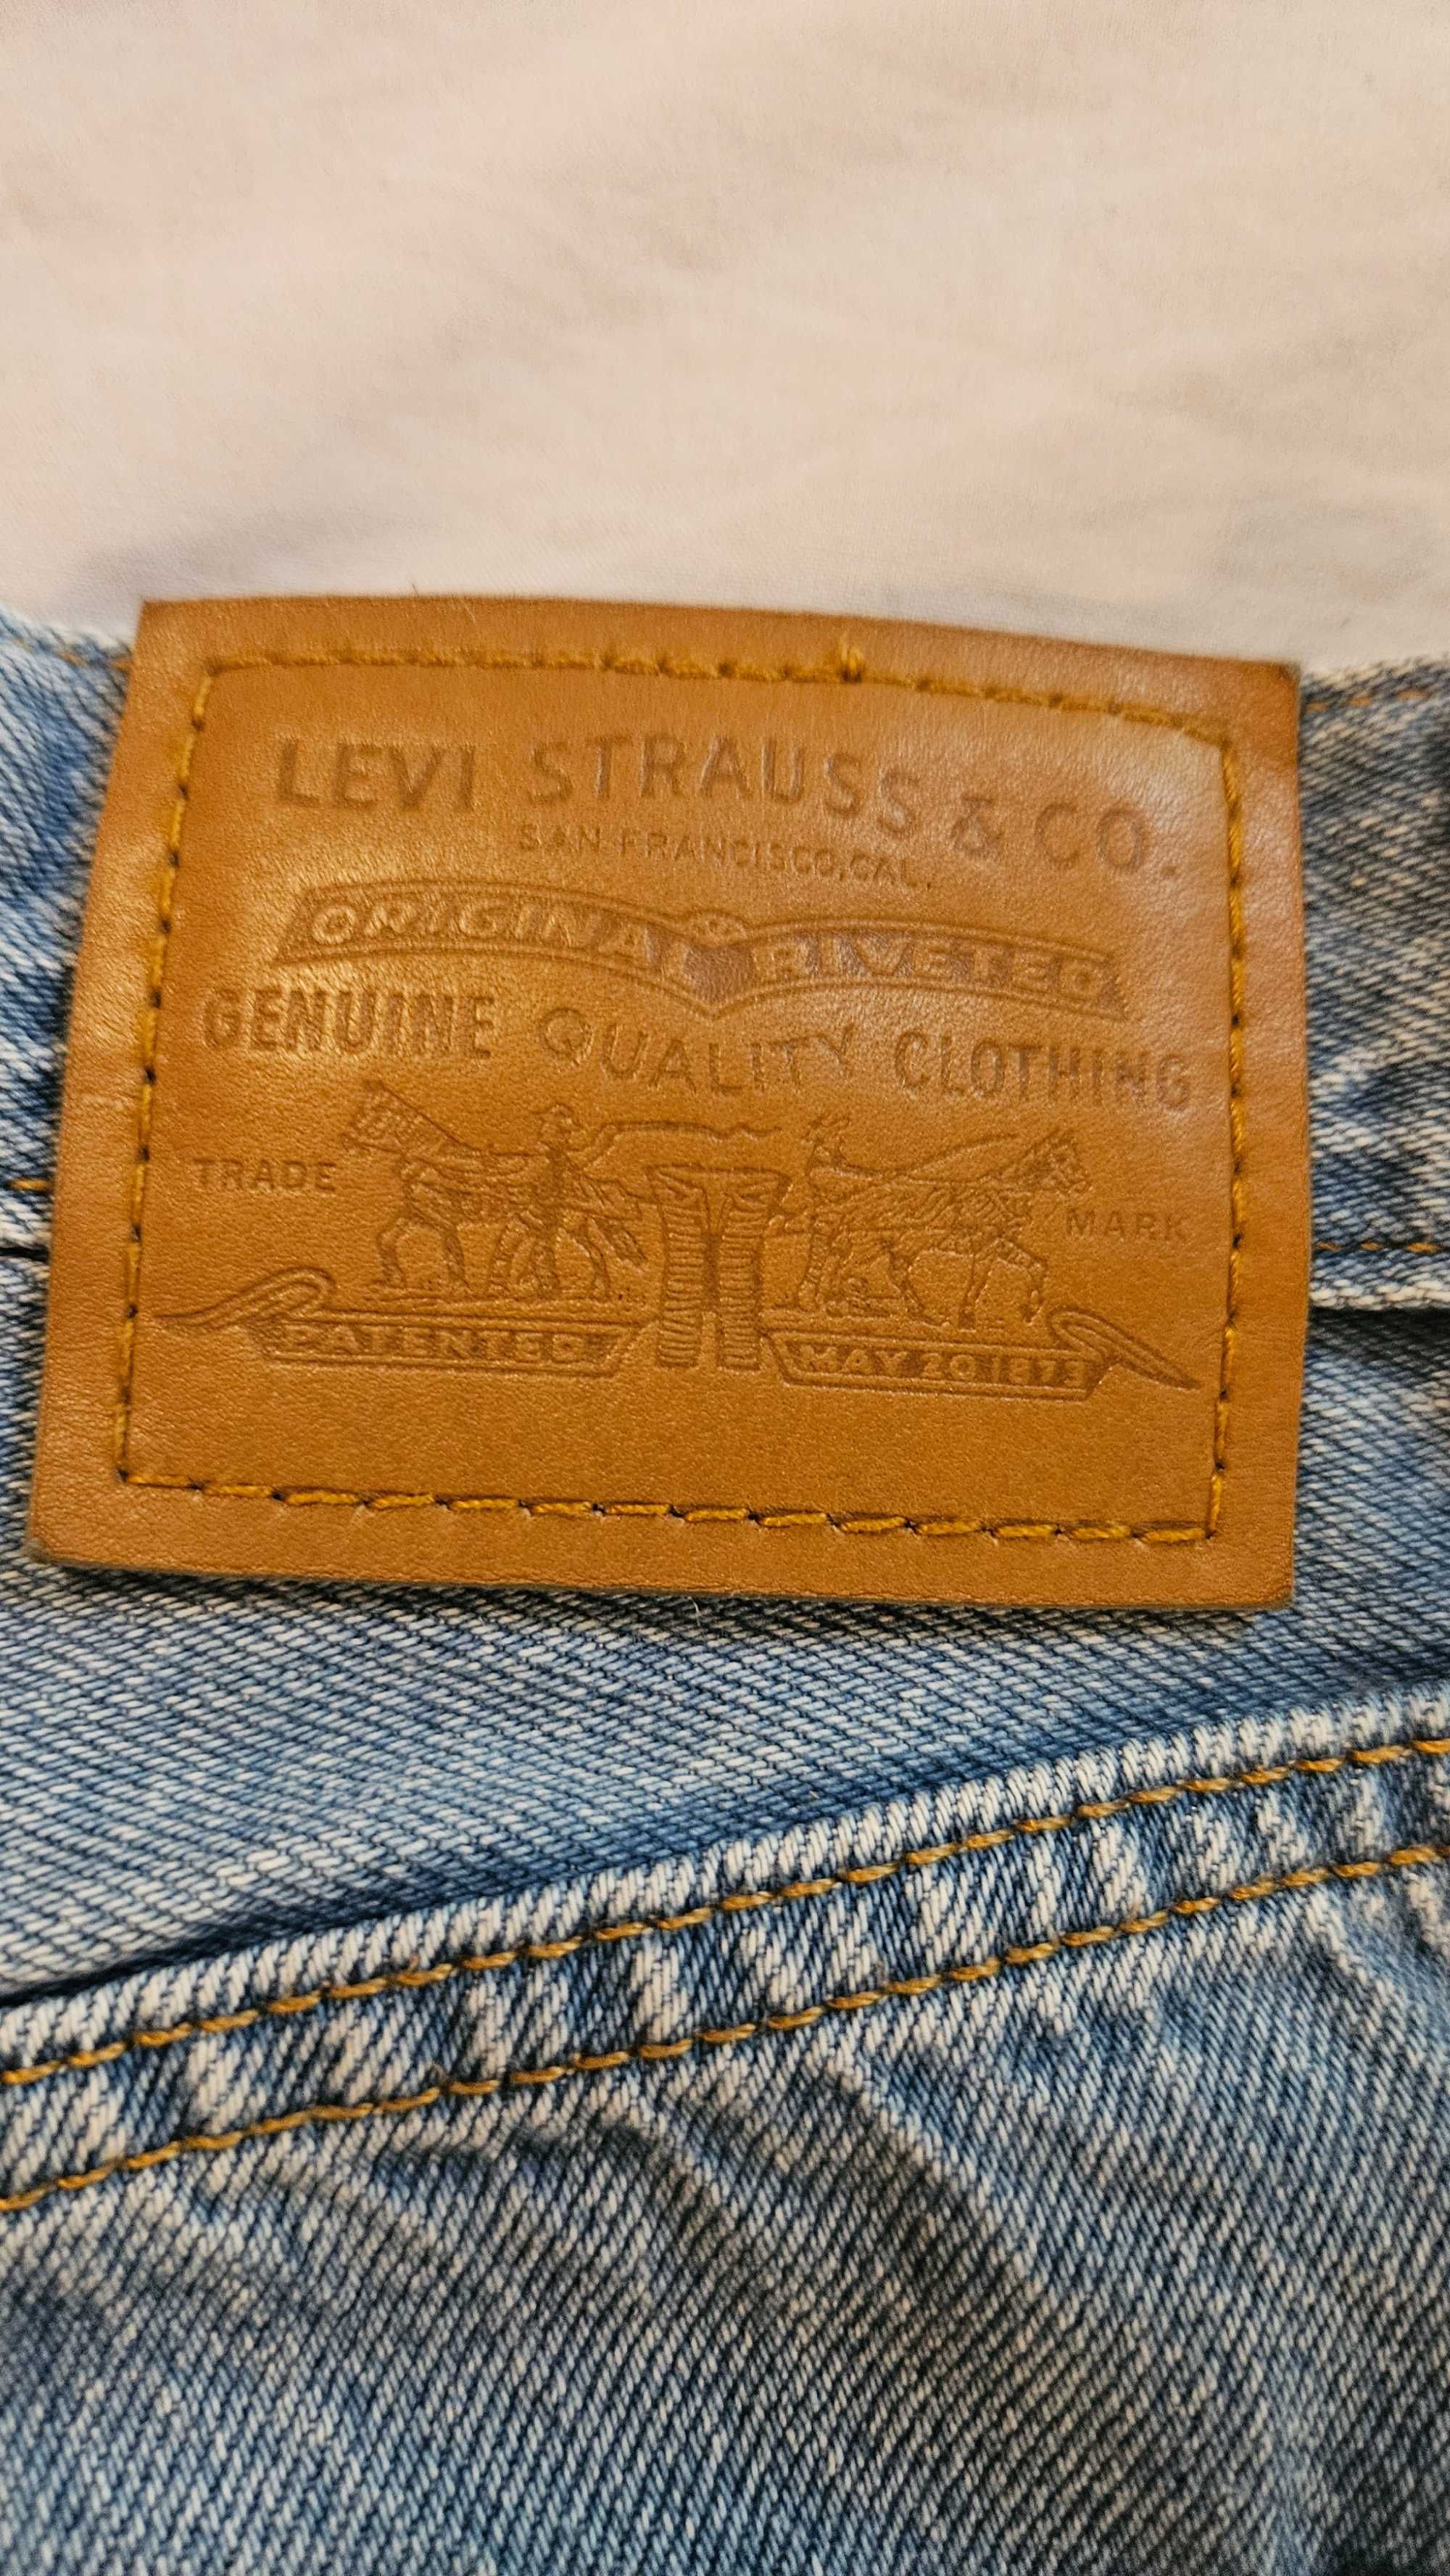 LEVI STRAUSS & CO.
SAN FRANCISCO, CAL.
ORIGINAL RIVETED
GENUINE QUALITY CLOTHING
TRADE MARK
PATENTED MAY 20 1873